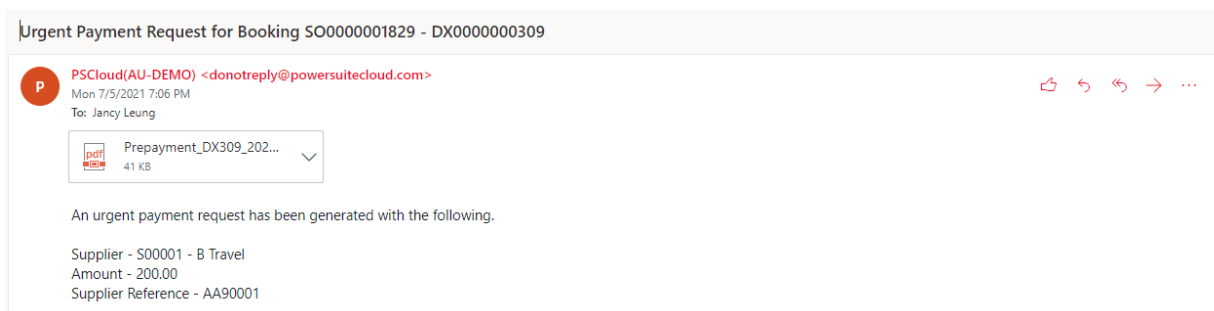 Urgent Payment Request for Booking SO0000001829 - DX0000000309
P
PSCloud(AU-DEMO) <donotreply@powersuitecloud.com>
Mon 7/5/2021 7:06 PM
To: Jancy Leung
pdf
Prepayment_DX309_202...
41 KB
An urgent payment request has been generated with the following.
Supplier - S00001 - B Travel
Amount - 200.00
Supplier Reference - AA90001